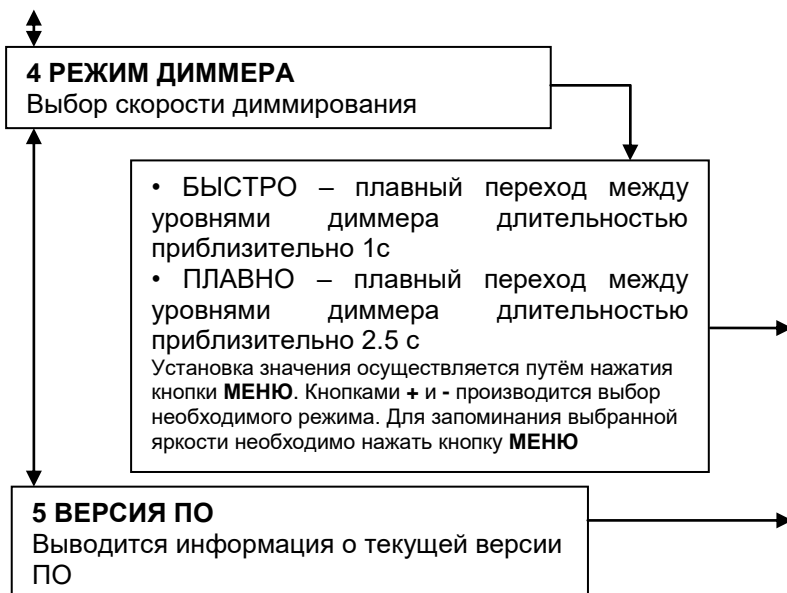 4 РЕЖИМ ДИММЕРА
Выбор скорости диммирования
• БЫСТРО – плавный переход между
уровнями диммера длительностью
приблизительно 1с
• ПЛАВНО – плавный переход между
уровнями диммера длительностью
приблизительно 2.5 с
Установка значения осуществляется путём нажатия
кнопки МЕНЮ. Кнопками + и - производится выбор
необходимого режима. Для запоминания выбранной
яркости необходимо нажать кнопку МЕНЮ
5 ВЕРСИЯ ПО
Выводится информация о текущей версии
ПО